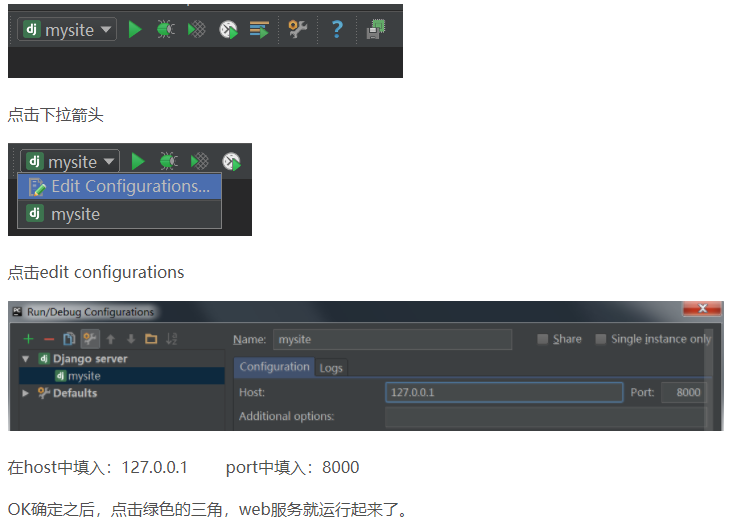 dj mysite
点击下拉箭头
dj mysite
Edit Configurations...
dj mysite
点击edit configurations
PC Run/Debug Configurations
Name: mysite Share Single instance only
Django server
dj mysite
Defaults
Configuration Logs
Host: 127.0.0.1 Port: 8000
Additional options:
在host中填入：127.0.0.1 port中填入：8000
OK确定之后，点击绿色的三角，web服务就运行起来了。